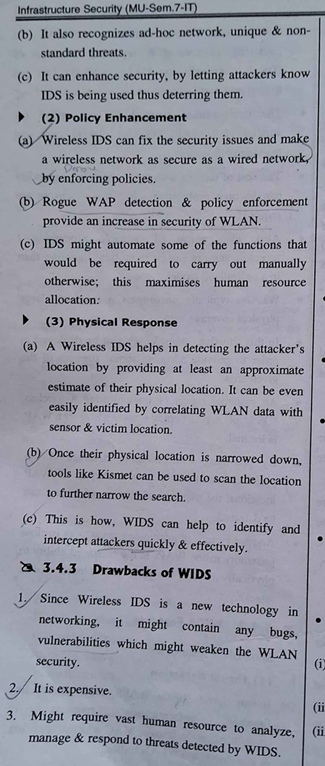 Infrastructure Security (MU-Sem.7-IT)
(b) It also recognizes ad-hoc network, unique & non-
standard threats.
(c) It can enhance security, by letting attackers know
IDS is being used thus deterring them.
(2) Policy Enhancement
(a) Wireless IDS can fix the security issues and make
a wireless network as secure as a wired network,
by enforcing policies.
(b) Rogue WAP detection & policy enforcement
provide an increase in security of WLAN.
(c) IDS might automate some of the functions that
would be required to carry out manually
otherwise; this maximises human resource
allocation:
(3) Physical Response
(a) A Wireless IDS helps in detecting the attacker's
location by providing at least an approximate
estimate of their physical location. It can be even
easily identified by correlating WLAN data with
sensor & victim location.
(b) Once their physical location is narrowed down,
tools like Kismet can be used to scan the location
to further narrow the search.
(c) This is how, WIDS can help to identify and
intercept attackers quickly & effectively.
3.4.3 Drawbacks of WIDS
1. Since Wireless IDS is a new technology in
networking, it might contain any bugs,
vulnerabilities which might weaken the WLAN
security.
2. It is expensive.
3. Might require vast human resource to analyze,
manage & respond to threats detected by WIDS.
(i)
(ii
(ii